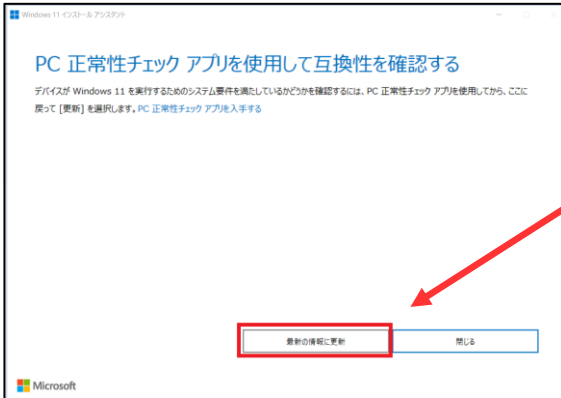 Windows 11 インストール アシスタント
PC 正常性チェック アプリを使用して互換性を確認する
デバイスが Windows 11 を実行するためのシステム要件を満たしているかどうかを確認するには、PC 正常性チェック アプリを使用してから、ここに
戻って [更新] を選択します。PC 正常性チェック アプリを入手する
最新の情報に更新
閉じる
Microsoft